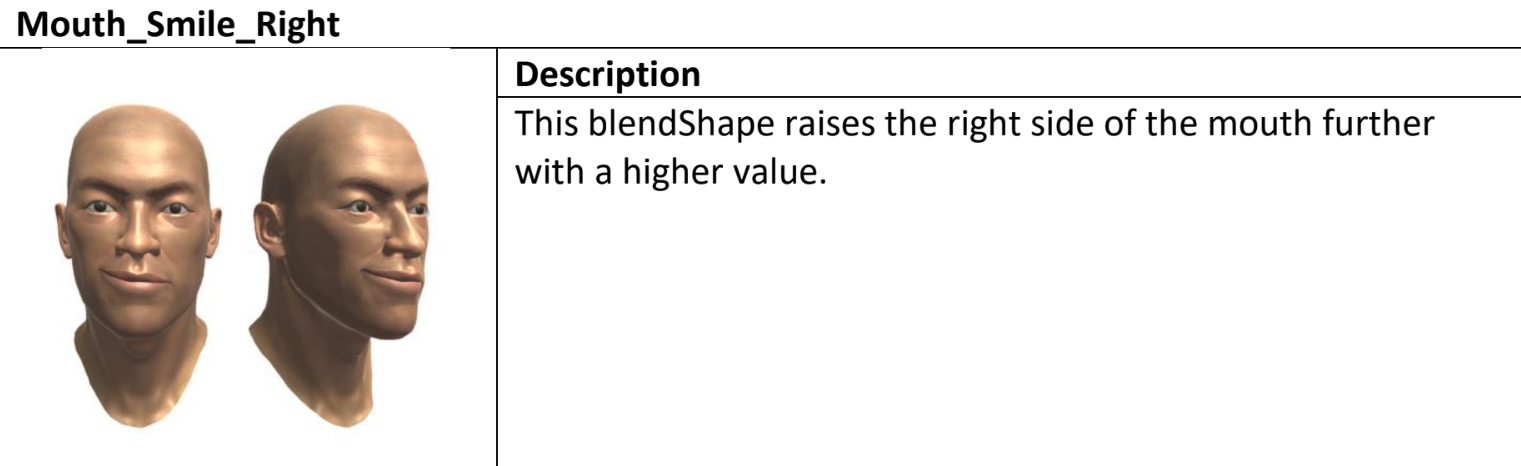 Mouth_Smile_Right
Description
This blendShape raises the right side of the mouth further
with a higher value.